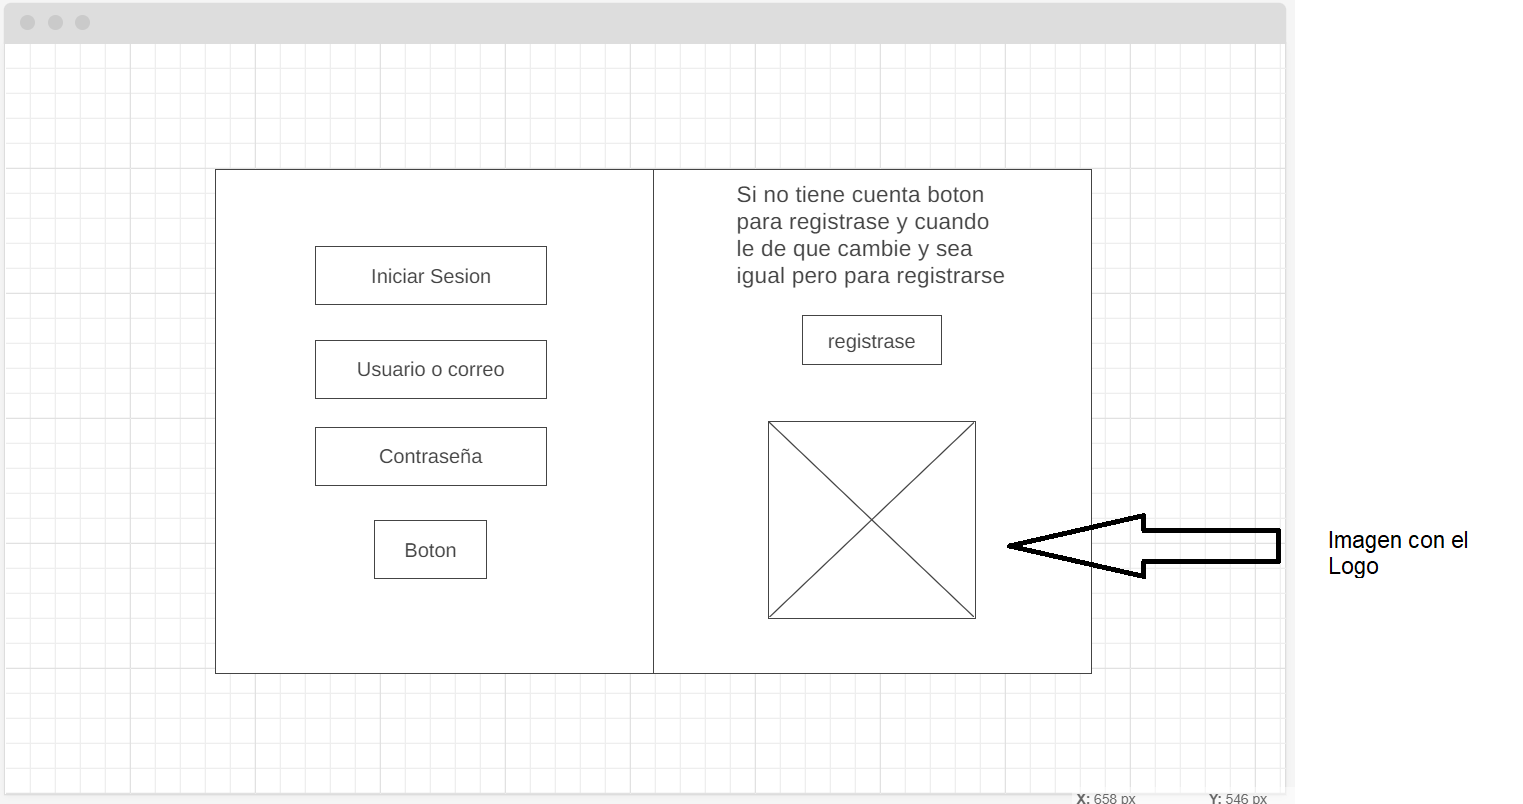 Iniciar Sesion
Usuario o correo
Contraseña
Boton
Si no tiene cuenta boton
para registrase y cuando
le de que cambie y sea
igual pero para registrarse
registrase
Imagen con el
Logo
X: 658 px
Y: 546 px